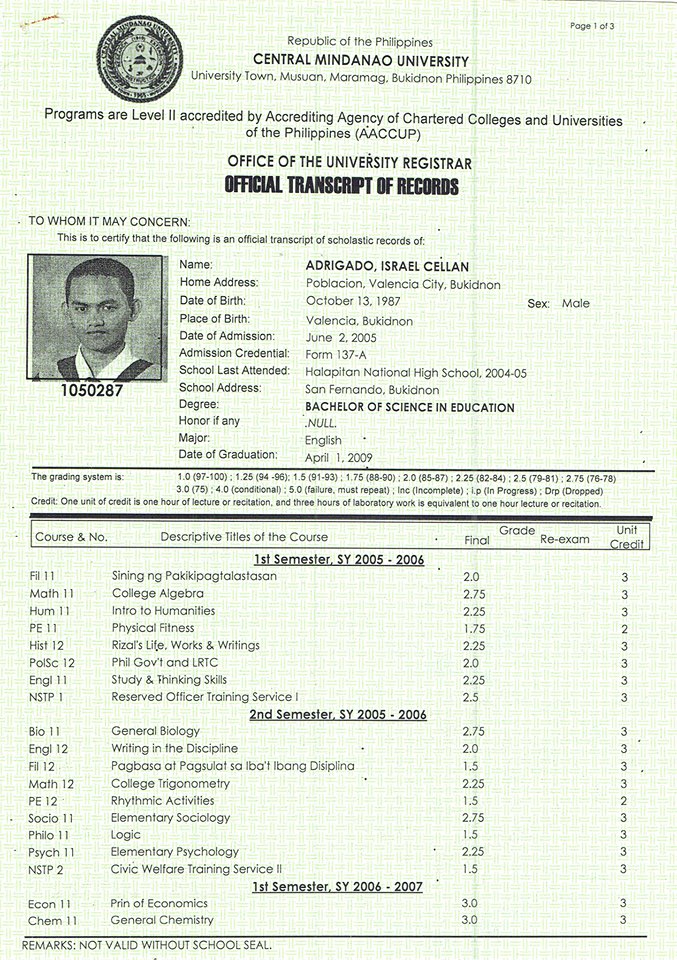 Page 1 of 3
Republic of the Philippines
CENTRAL MINDANAO UNIVERSITY
University Town, Musuan, Maramag, Bukidnon Philippines 8710
Programs are Level II accredited by Accrediting Agency of Chartered Colleges and Universities
of the Philippines (AACCUP)
OFFICE OF THE UNIVERSITY REGISTRAR
OFFICIAL TRANSCRIPT OF RECORDS
TO WHOM IT MAY CONCERN:
This is to certify that the following is an official transcript of scholastic records of:
Name: ADRIGADO, ISRAEL CELLAN
Home Address: Poblacion, Valencia City, Bukidnon
Date of Birth: October 13, 1987 Sex: Male
Place of Birth: Valencia, Bukidnon
Date of Admission: June 2, 2005
Admission Credential: Form 137-A
School Last Attended: Halapitan National High School, 2004-05
School Address: San Fernando, Bukidnon
1050287
Degree: BACHELOR OF SCIENCE IN EDUCATION
Honor if any .NULL.
Major: English
Date of Graduation: April 1, 2009
The grading system is: 1.0 (97-100) ; 1.25 (94 -96); 1.5 (91-93) ; 1.75 (88-90) ; 2.0 (85-87) ; 2.25 (82-84) ; 2.5 (79-81) ; 2.75 (76-78)
3.0 (75) ; 4.0 (conditional) ; 5.0 (failure, must repeat) ; Inc (Incomplete) ; i.p (In Progress) ; Drp (Dropped)
Credit: One unit of credit is one hour of lecture or recitation, and three hours of laboratory work is equivalent to one hour lecture or recitation.
Course & No. Descriptive Titles of the Course Final Grade Re-exam Unit Credit
1st Semester, SY 2005 - 2006
Fil 11 Sining ng Pakikipagtalastasan 2.0 3
Math 11 College Algebra 2.75 3
Hum 11 Intro to Humanities 2.25 3
PE 11 Physical Fitness 1.75 2
Hist 12 Rizal's Life, Works & Writings 2.25 3
PolSc 12 Phil Gov't and LRTC 2.0 3
Engl 11 Study & Thinking Skills 2.25 3
NSTP 1 Reserved Officer Training Service I 2.5 3
2nd Semester, SY 2005 - 2006
Bio 11 General Biology 2.75 3
Engl 12 Writing in the Discipline 2.0 3
Fil 12 Pagbasa at Pagsulat sa Iba't Ibang Disiplina 1.5 3
Math 12 College Trigonometry 2.25 3
PE 12 Rhythmic Activities 1.5 2
Socio 11 Elementary Sociology 2.75 3
Philo 11 Logic 1.5 3
Psych 11 Elementary Psychology 2.25 3
NSTP 2 Civic Welfare Training Service II 1.5 3
1st Semester, SY 2006 - 2007
Econ 11 Prin of Economics 3.0 3
Chem 11 General Chemistry 3.0 3
REMARKS: NOT VALID WITHOUT SCHOOL SEAL.